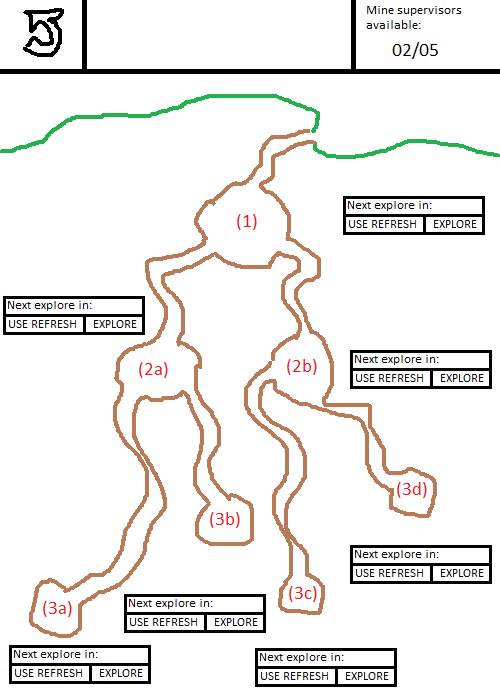 Mine supervisors
available:
02/05
(1)
Next explore in:
USE REFRESH EXPLORE
Next explore in:
USE REFRESH EXPLORE
(2a)
(2b)
Next explore in:
USE REFRESH EXPLORE
(3b)
(3d)
Next explore in:
USE REFRESH EXPLORE
(3a)
(3c)
Next explore in:
USE REFRESH EXPLORE
Next explore in:
USE REFRESH EXPLORE
Next explore in:
USE REFRESH EXPLORE